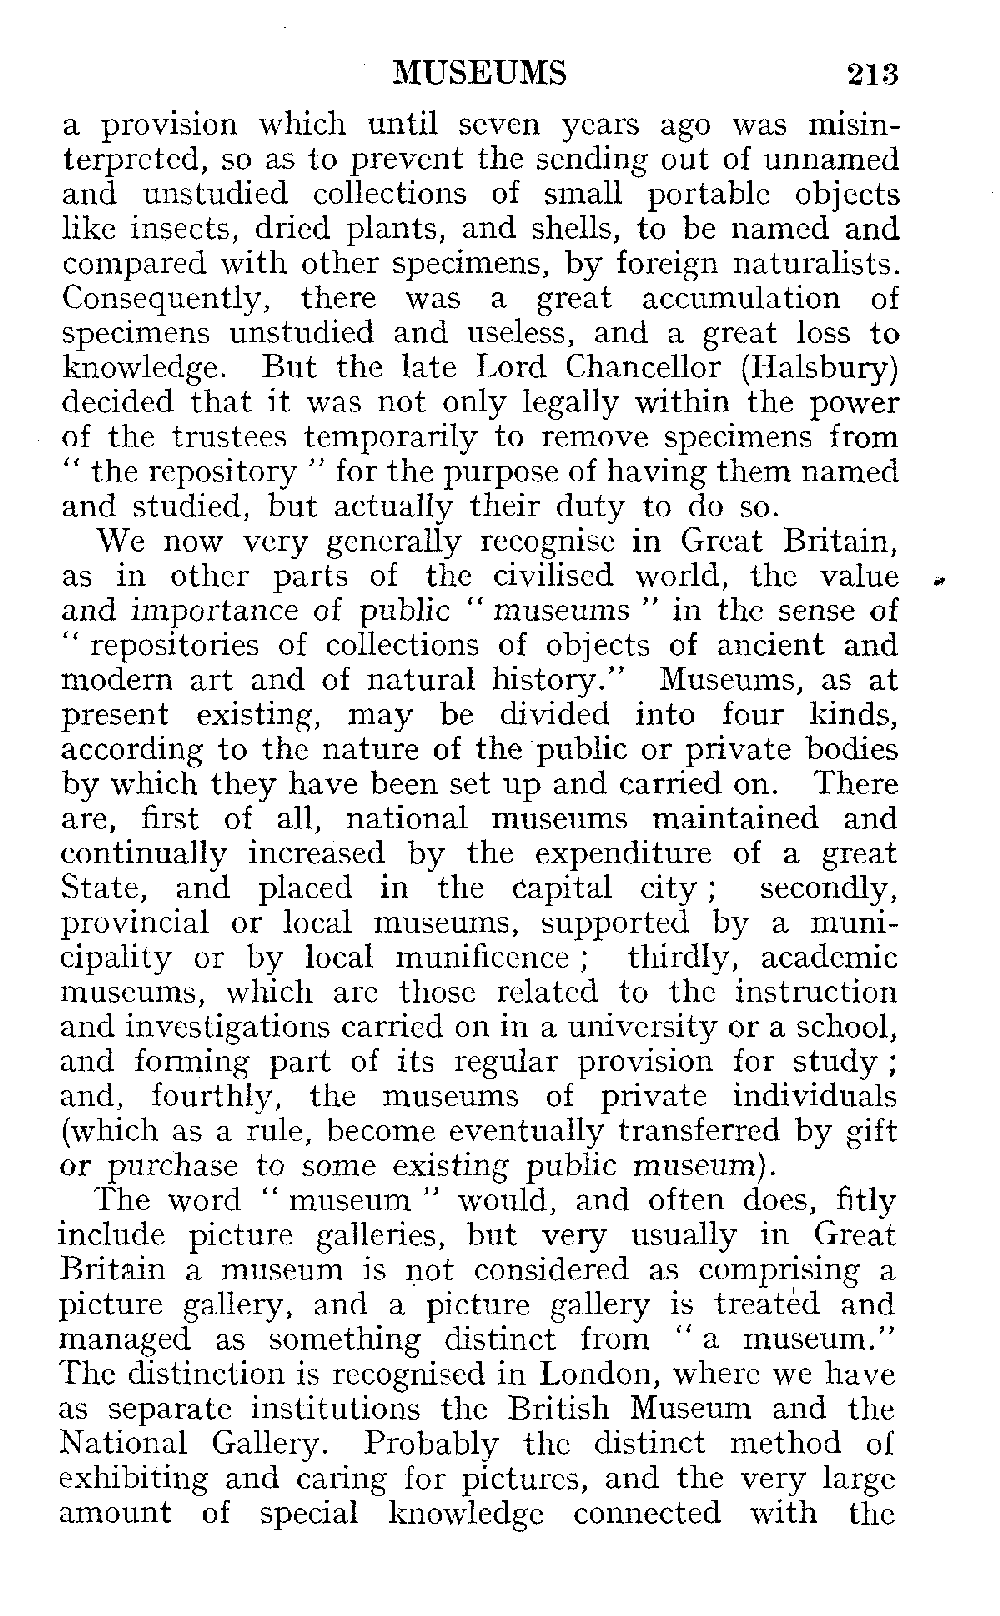 MUSEUMS 213
a provision which until seven years ago was misin-
terpreted, so as to prevent the sending out of unnamed
and unstudied collections of small portable objects
like insects, dried plants, and shells, to be named and
compared with other specimens, by foreign naturalists.
Consequently, there was a great accumulation of
specimens unstudied and useless, and a great loss to
knowledge. But the late Lord Chancellor (Halsbury)
decided that it was not only legally within the power
of the trustees temporarily to remove specimens from
" the repository " for the purpose of having them named
and studied, but actually their duty to do so.
We now very generally recognise in Great Britain,
as in other parts of the civilised world, the value
and importance of public " museums " in the sense of
" repositories of collections of objects of ancient and
modern art and of natural history." Museums, as at
present existing, may be divided into four kinds,
according to the nature of the public or private bodies
by which they have been set up and carried on. There
are, first of all, national museums maintained and
continually increased by the expenditure of a great
State, and placed in the capital city ; secondly,
provincial or local museums, supported by a muni-
cipality or by local munificence ; thirdly, academic
museums, which are those related to the instruction
and investigations carried on in a university or a school,
and forming part of its regular provision for study ;
and, fourthly, the museums of private individuals
(which as a rule, become eventually transferred by gift
or purchase to some existing public museum).
The word " museum " would, and often does, fitly
include picture galleries, but very usually in Great
Britain a museum is not considered as comprising a
picture gallery, and a picture gallery is treated and
managed as something distinct from " a museum."
The distinction is recognised in London, where we have
as separate institutions the British Museum and the
National Gallery. Probably the distinct method of
exhibiting and caring for pictures, and the very large
amount of special knowledge connected with the